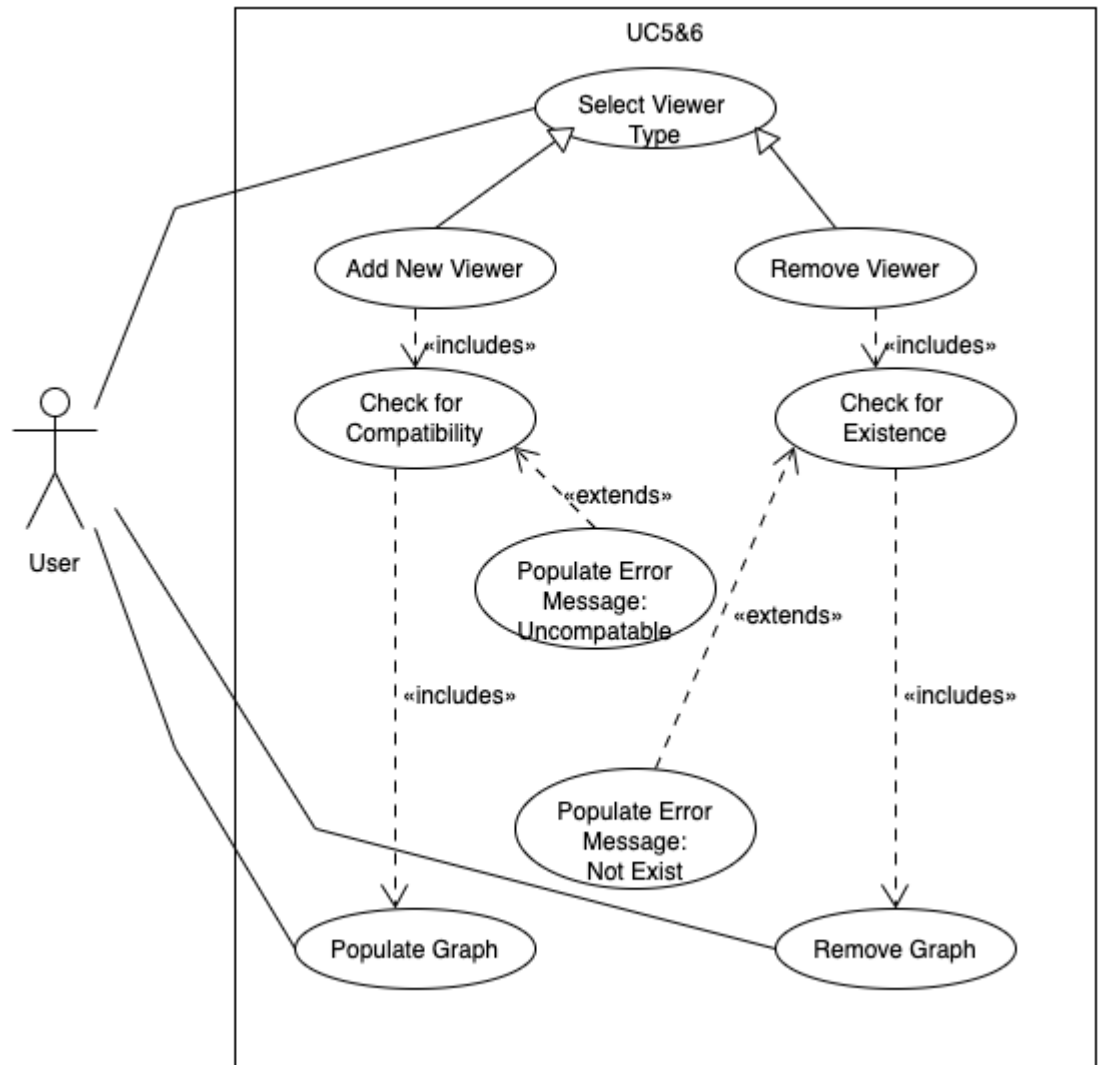 UC5&6
Select Viewer
Type
Add New Viewer
Remove Viewer
«includes»
«includes»
Check for
Compatibility
Check for
Existence
«extends»
User
Populate Error
Message:
Uncompatable
«extends»
«includes»
«includes»
Populate Error
Message:
Not Exist
Populate Graph
Remove Graph